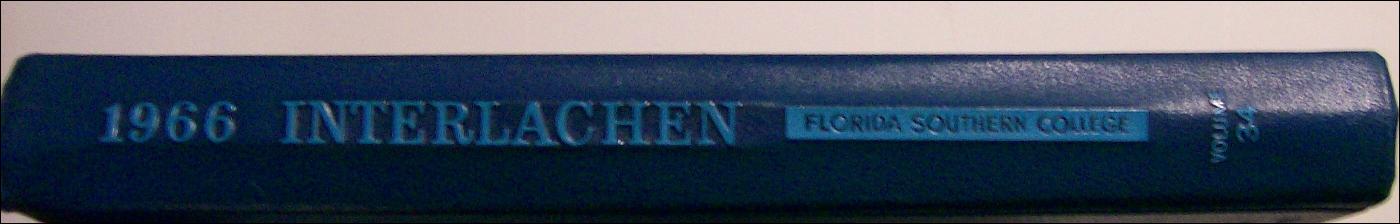 1966 INTERLACHEN FLORIDA SOUTHERN COLLEGE
VOLUME
34